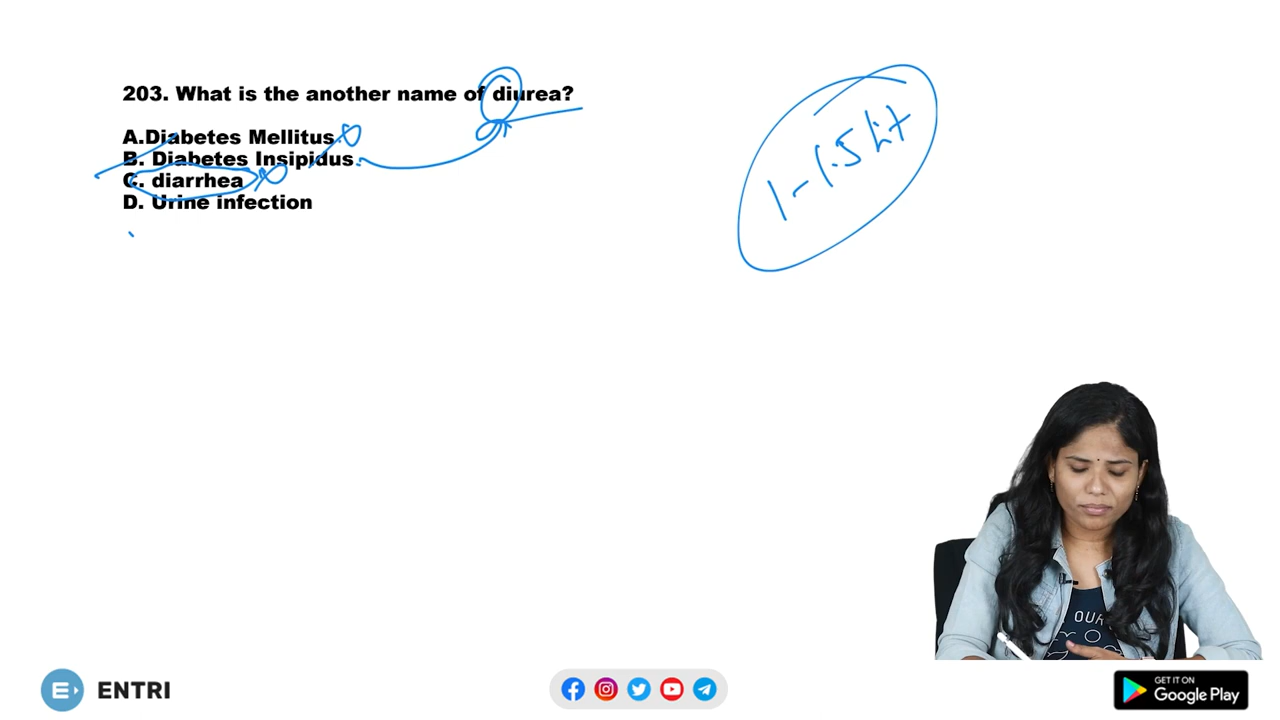 203. What is the another name of diurea?
A.Diabetes Mellitus.
B. Diabetes Insipidus.
C. diarrhea
D. Urine infection
1-1.5 lit
OUR
ENTRI
GET IT ON
Google Play